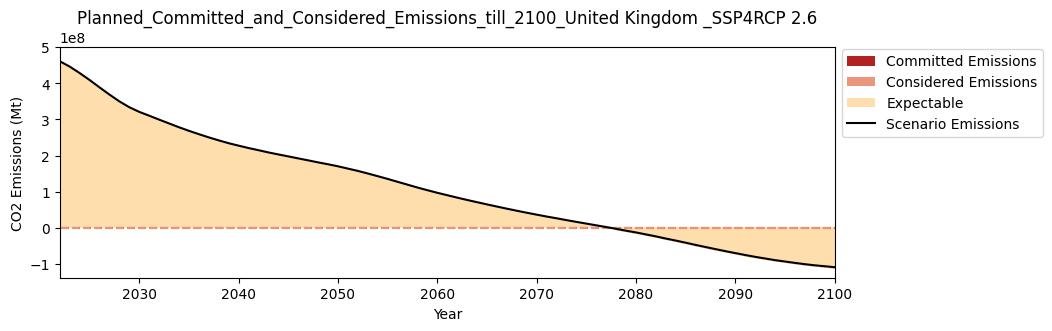 Planned_Committed_and_Considered_Emissions_till_2100_United Kingdom _SSP4RCP 2.6
1e8
5
4
3
2
1
0
−1
CO2 Emissions (Mt)
2030 2040 2050 2060 2070 2080 2090 2100
Year
Committed Emissions
Considered Emissions
Expectable
Scenario Emissions